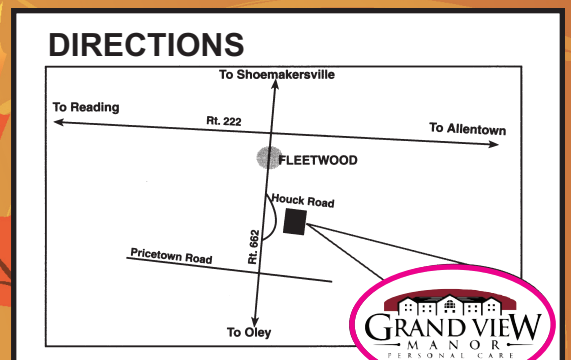 DIRECTIONS
To Shoemakersville
To Reading
Rt. 222
To Allentown
FLEETWOOD
Houck Road
Rt. 662
Pricetown Road
To Oley
GRAND VIEW
MANOR
PERSONAL CARE